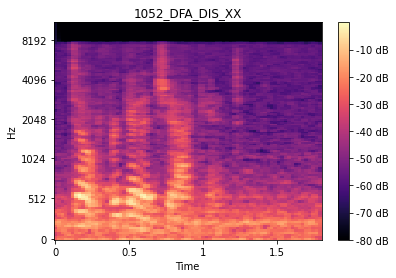 1052_DFA_DIS_XX
8192
4096
2048
1024
512
0
Hz
0
0.5
1
1.5
Time
-10 dB
-20 dB
-30 dB
-40 dB
-50 dB
-60 dB
-70 dB
-80 dB